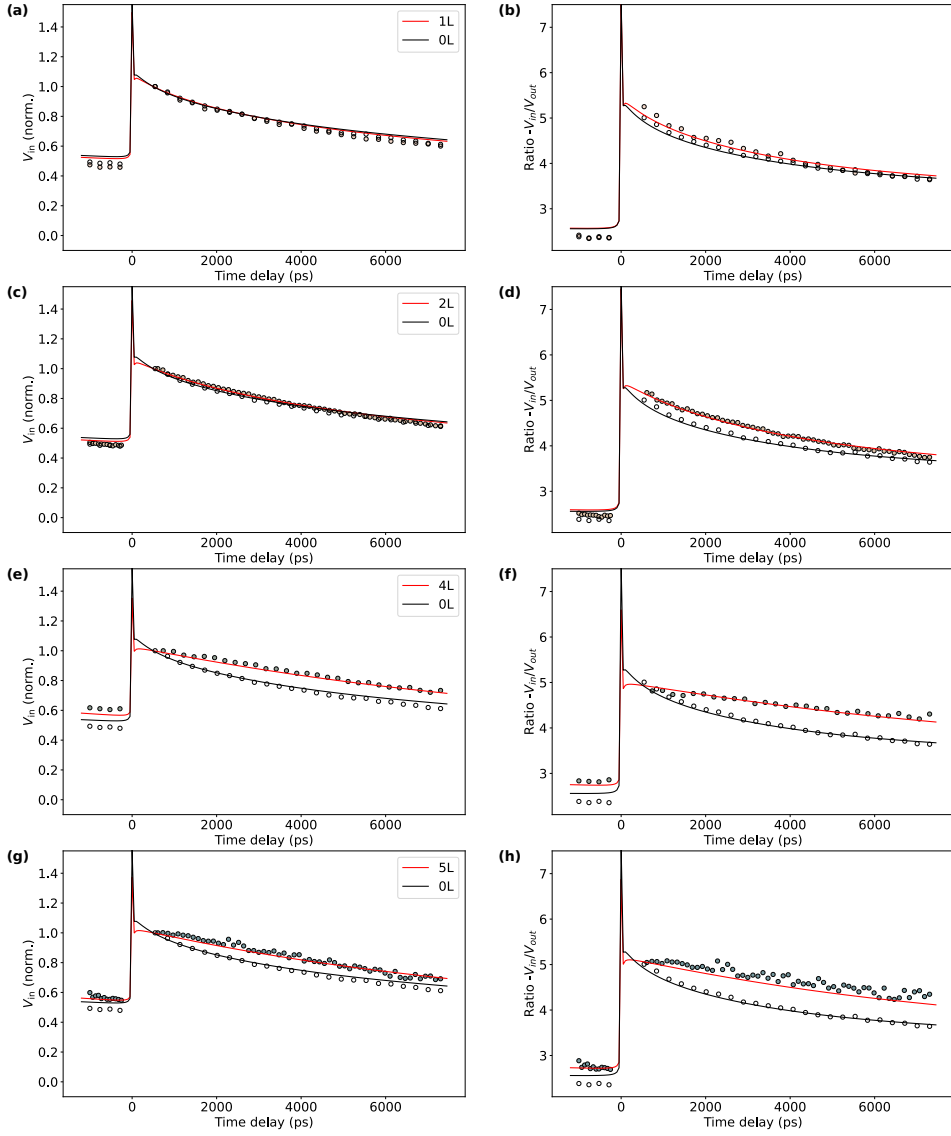 (a)
1.4
1.2
1.0
0.8
0.6
0.4
0.2
0.0
V_in (norm.)
1L
0L
0 2000 4000 6000
Time delay (ps)
(b)
7
6
5
4
3
Ratio -V_in/V_out
0 2000 4000 6000
Time delay (ps)
(c)
1.4
1.2
1.0
0.8
0.6
0.4
0.2
0.0
V_in (norm.)
2L
0L
0 2000 4000 6000
Time delay (ps)
(d)
7
6
5
4
3
Ratio -V_in/V_out
0 2000 4000 6000
Time delay (ps)
(e)
1.4
1.2
1.0
0.8
0.6
0.4
0.2
0.0
V_in (norm.)
4L
0L
0 2000 4000 6000
Time delay (ps)
(f)
7
6
5
4
3
Ratio -V_in/V_out
0 2000 4000 6000
Time delay (ps)
(g)
1.4
1.2
1.0
0.8
0.6
0.4
0.2
0.0
V_in (norm.)
5L
0L
0 2000 4000 6000
Time delay (ps)
(h)
7
6
5
4
3
Ratio -V_in/V_out
0 2000 4000 6000
Time delay (ps)